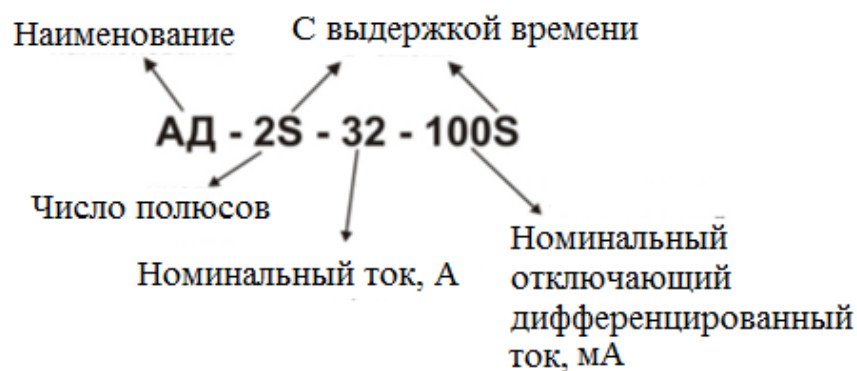 Наименование
С выдержкой времени
АД - 2S - 32 - 100S
Число полюсов
Номинальный ток, А
Номинальный
отключающий
дифференцированный
ток, мА